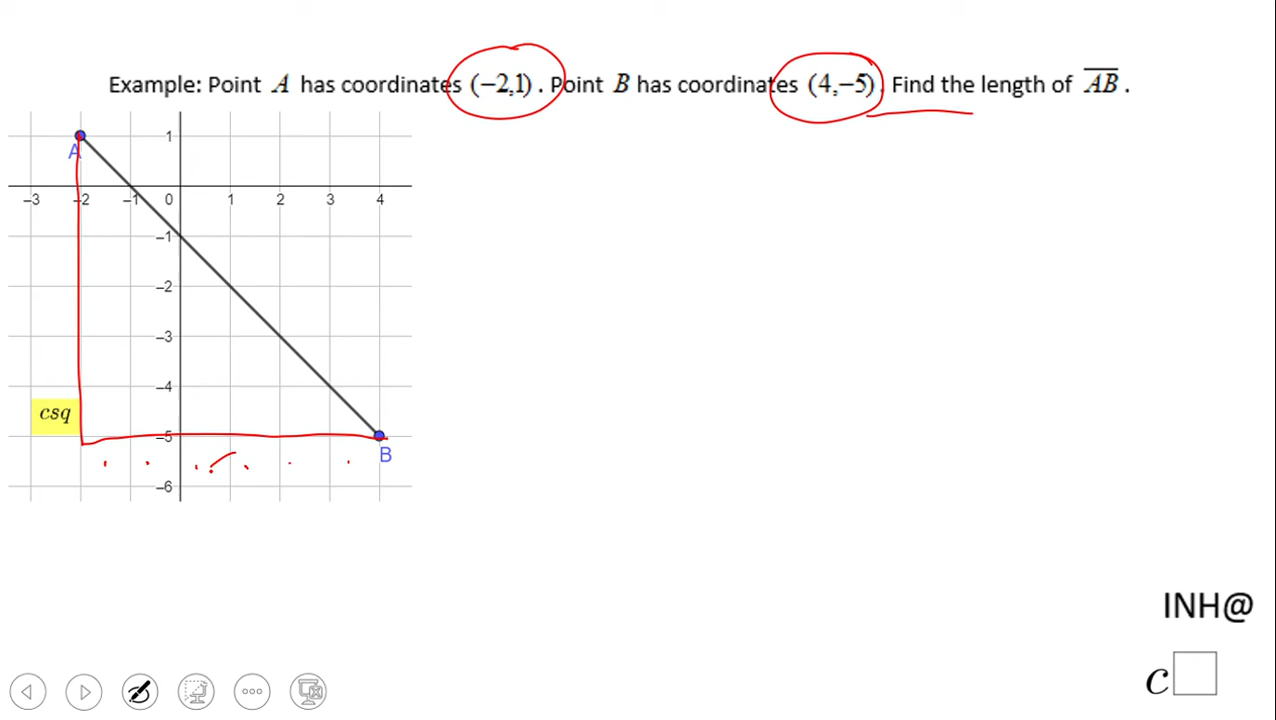 Example: Point A has coordinates (−2,1). Point B has coordinates (4,−5). Find the length of AB.
A
1
−3 −2 −1 0 1 2 3 4
−1
−2
−3
−4
csq
−5
B
−6
INH@
c